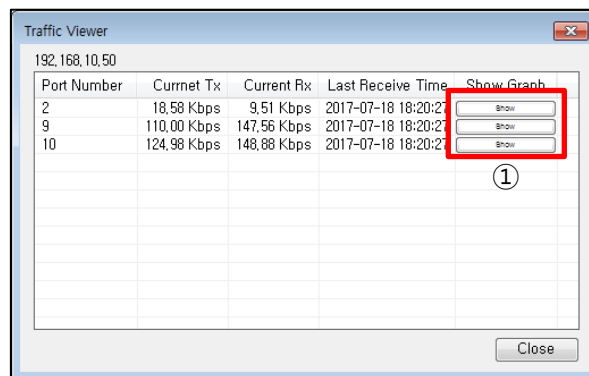 Traffic Viewer
192,168,10,50
Port Number Currnet Tx Current Rx Last Receive Time Show Graph
2 18,58 Kbps 9,51 Kbps 2017-07-18 18:20:27 Show
9 110,00 Kbps 147,56 Kbps 2017-07-18 18:20:27 Show
10 124,98 Kbps 148,88 Kbps 2017-07-18 18:20:27 Show
①
Close